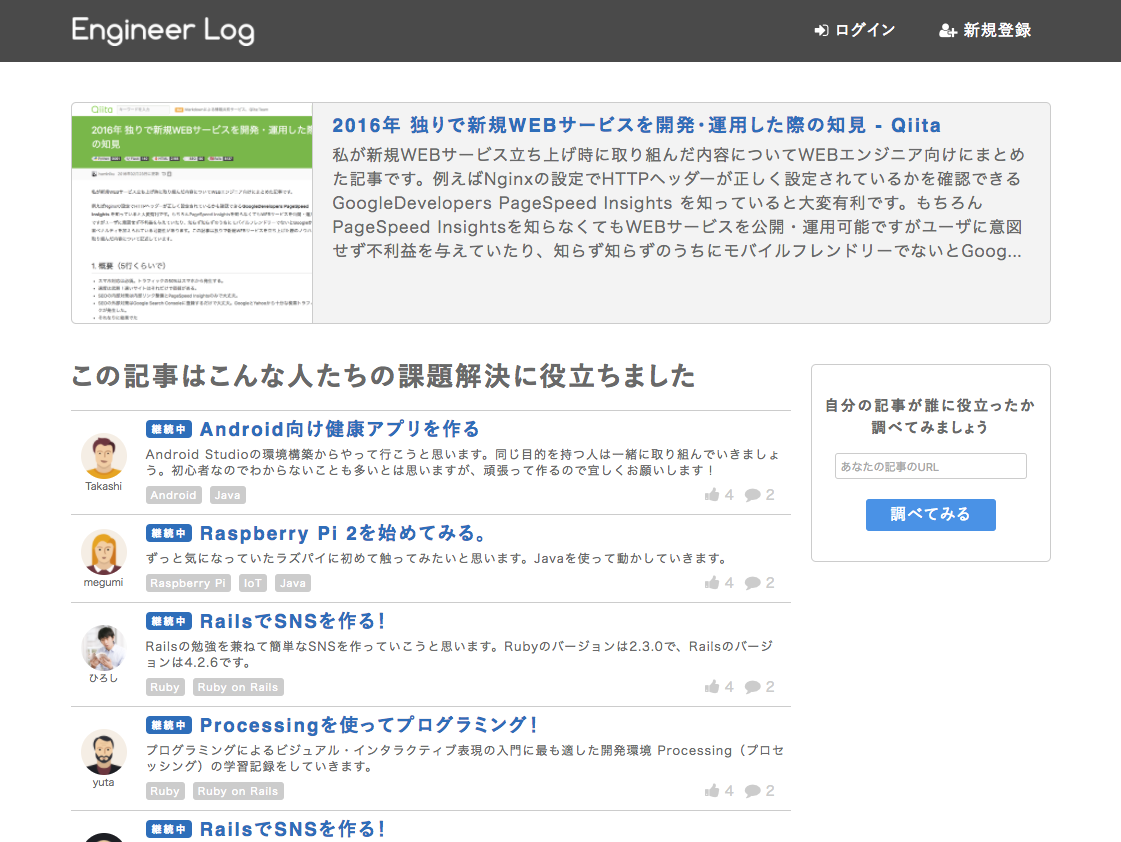 Engineer Log
ログイン
新規登録
Qiita
2016年 独りで新規WEBサービスを開発・運用した際
の知見
1. 概要（5行くらいで）
2016年 独りで新規WEBサービスを開発・運用した際の知見 - Qiita
私が新規WEBサービス立ち上げ時に取り組んだ内容についてWEBエンジニア向けにまとめ
た記事です。例えばNginxの設定でHTTPヘッダーが正しく設定されているかを確認できる
GoogleDevelopers PageSpeed Insights を知っていると大変有利です。もちろん
PageSpeed Insightsを知らなくてもWEBサービスを公開・運用可能ですがユーザに意図
せず不利益を与えていたり、知らず知らずのうちにモバイルフレンドリーでないとGoog...
この記事はこんな人たちの課題解決に役立ちました
継続中 Android向け健康アプリを作る
Android Studioの環境構築からやって行こうと思います。同じ目的を持つ人は一緒に取り組んでいきましょ
う。初心者なのでわからないことも多いとは思いますが、頑張って作るので宜しくお願いします！
Takashi
Android Java
4 2
継続中 Raspberry Pi 2を始めてみる。
ずっと気になっていたラズパイに初めて触ってみたいと思います。Javaを使って動かしていきます。
megumi
Raspberry Pi IoT Java
4 2
継続中 RailsでSNSを作る！
Railsの勉強を兼ねて簡単なSNSを作っていこうと思います。Rubyのバージョンは2.3.0で、Railsのバージ
ョンは4.2.6です。
ひろし
Ruby Ruby on Rails
4 2
継続中 Processingを使ってプログラミング！
プログラミングによるビジュアル・インタラクティブ表現の入門に最も適した開発環境 Processing（プロセ
ッシング）の学習記録をしていきます。
yuta
Ruby Ruby on Rails
4 2
継続中 RailsでSNSを作る！
自分の記事が誰に役立ったか
調べてみましょう
あなたの記事のURL
調べてみる